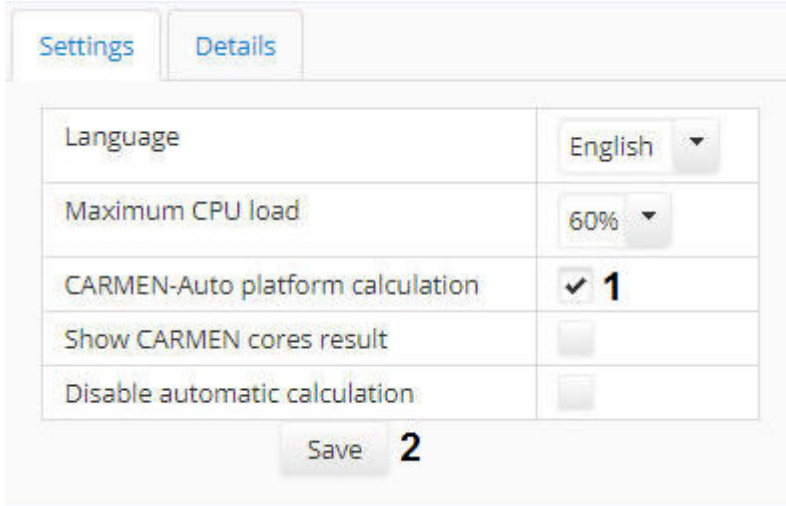 Settings Details
Language English
Maximum CPU load 60%
CARMEN-Auto platform calculation 1
Show CARMEN cores result
Disable automatic calculation
Save 2